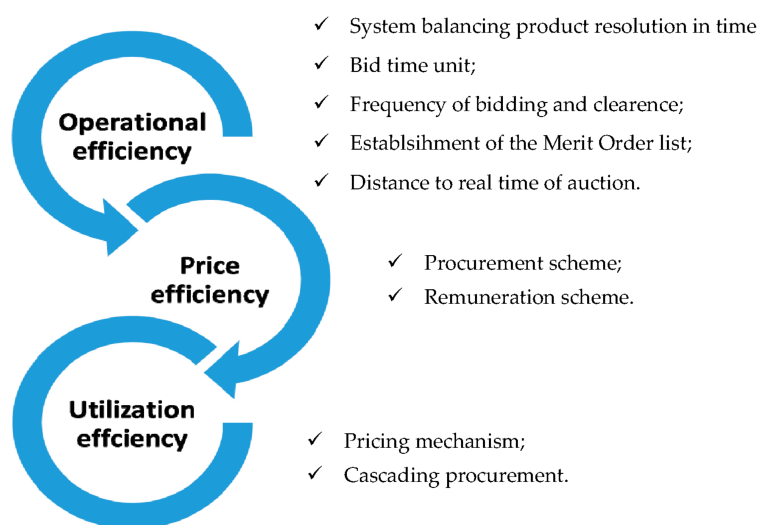 System balancing product resolution in time
Bid time unit;
Operational
efficiency
Frequency of bidding and clearence;
Establsihment of the Merit Order list;
Distance to real time of auction.
Price
efficiency
Procurement scheme;
Remuneration scheme.
Utilization
effciency
Pricing mechanism;
Cascading procurement.